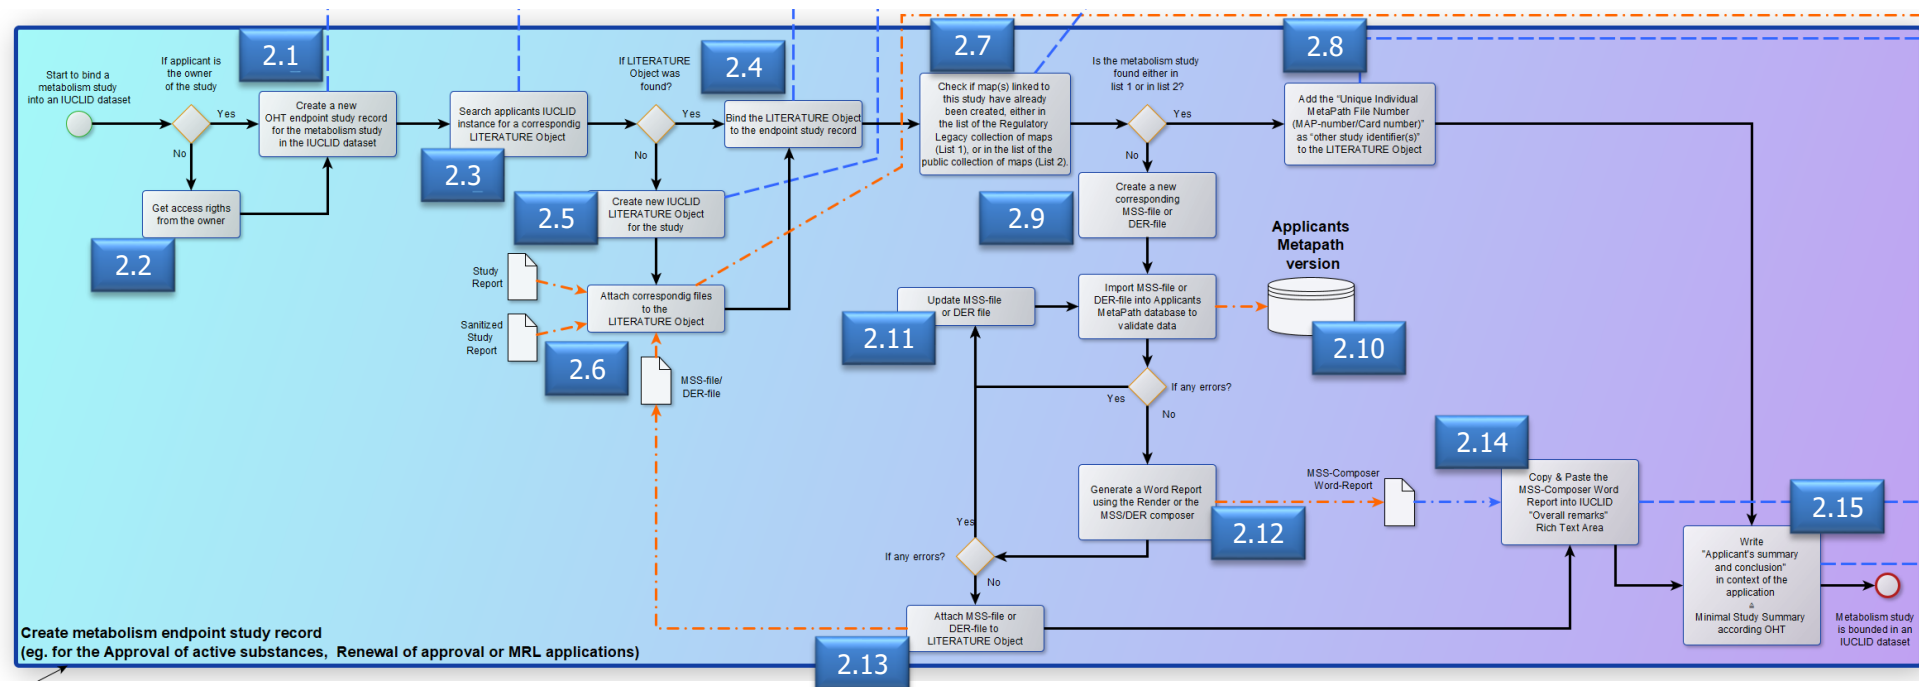 Start to bind a
metabolism study
into an IUCLID dataset
If applicant is
the owner
of the study
Yes
No
2.1
Create a new
OHT endpoint study record
for the metabolism study
in the IUCLID dataset
Get access rigths
from the owner
2.2
Search applicants IUCLID
instance for a correspondig
LITERATURE Object
2.3
If LITERATURE
Object was
found?
Yes
No
2.4
Bind the LITERATURE Object
to the endpoint study record
2.5
Create new IUCLID
LITERATURE Object
for the study
Study
Report
Sanitized
Study
Report
Attach correspondig files
to the
LITERATURE Object
2.6
MSS-file/
DER-file
2.7
Check if map(s) linked to
this study have already
been created, either in
the list of the Regulatory
Legacy collection of maps
(List 1), or in the list of the
public collection of maps (List 2).
Is the metabolism study
found either in
list 1 or in list 2?
Yes
No
2.8
Add the “Unique Individual
MetaPath File Number
(MAP-number/Card number)”
as “other study identifier(s)”
to the LITERATURE Object
2.9
Create a new
corresponding
MSS-file or
DER-file
Applicants
Metapath
version
2.10
Import MSS-file or
DER-file into Applicants
MetaPath database to
validate data
Update MSS-file
or DER file
2.11
If any errors?
Yes
No
Generate a Word Report
using the Render or the
MSS/DER composer
2.12
MSS-Composer
Word-Report
2.14
Copy & Paste the
MSS-Composer Word
Report into IUCLID
"Overall remarks"
Rich Text Area
If any errors?
Yes
No
Attach MSS-file or
DER-file to
LITERATURE Object
2.13
2.15
Write
"Applicant's summary
and conclusion"
in context of the
application
&
Minimal Study Summary
according OHT
Metabolism study
is bounded in an
IUCLID dataset
Create metabolism endpoint study record
(eg. for the Approval of active substances, Renewal of approval or MRL applications)